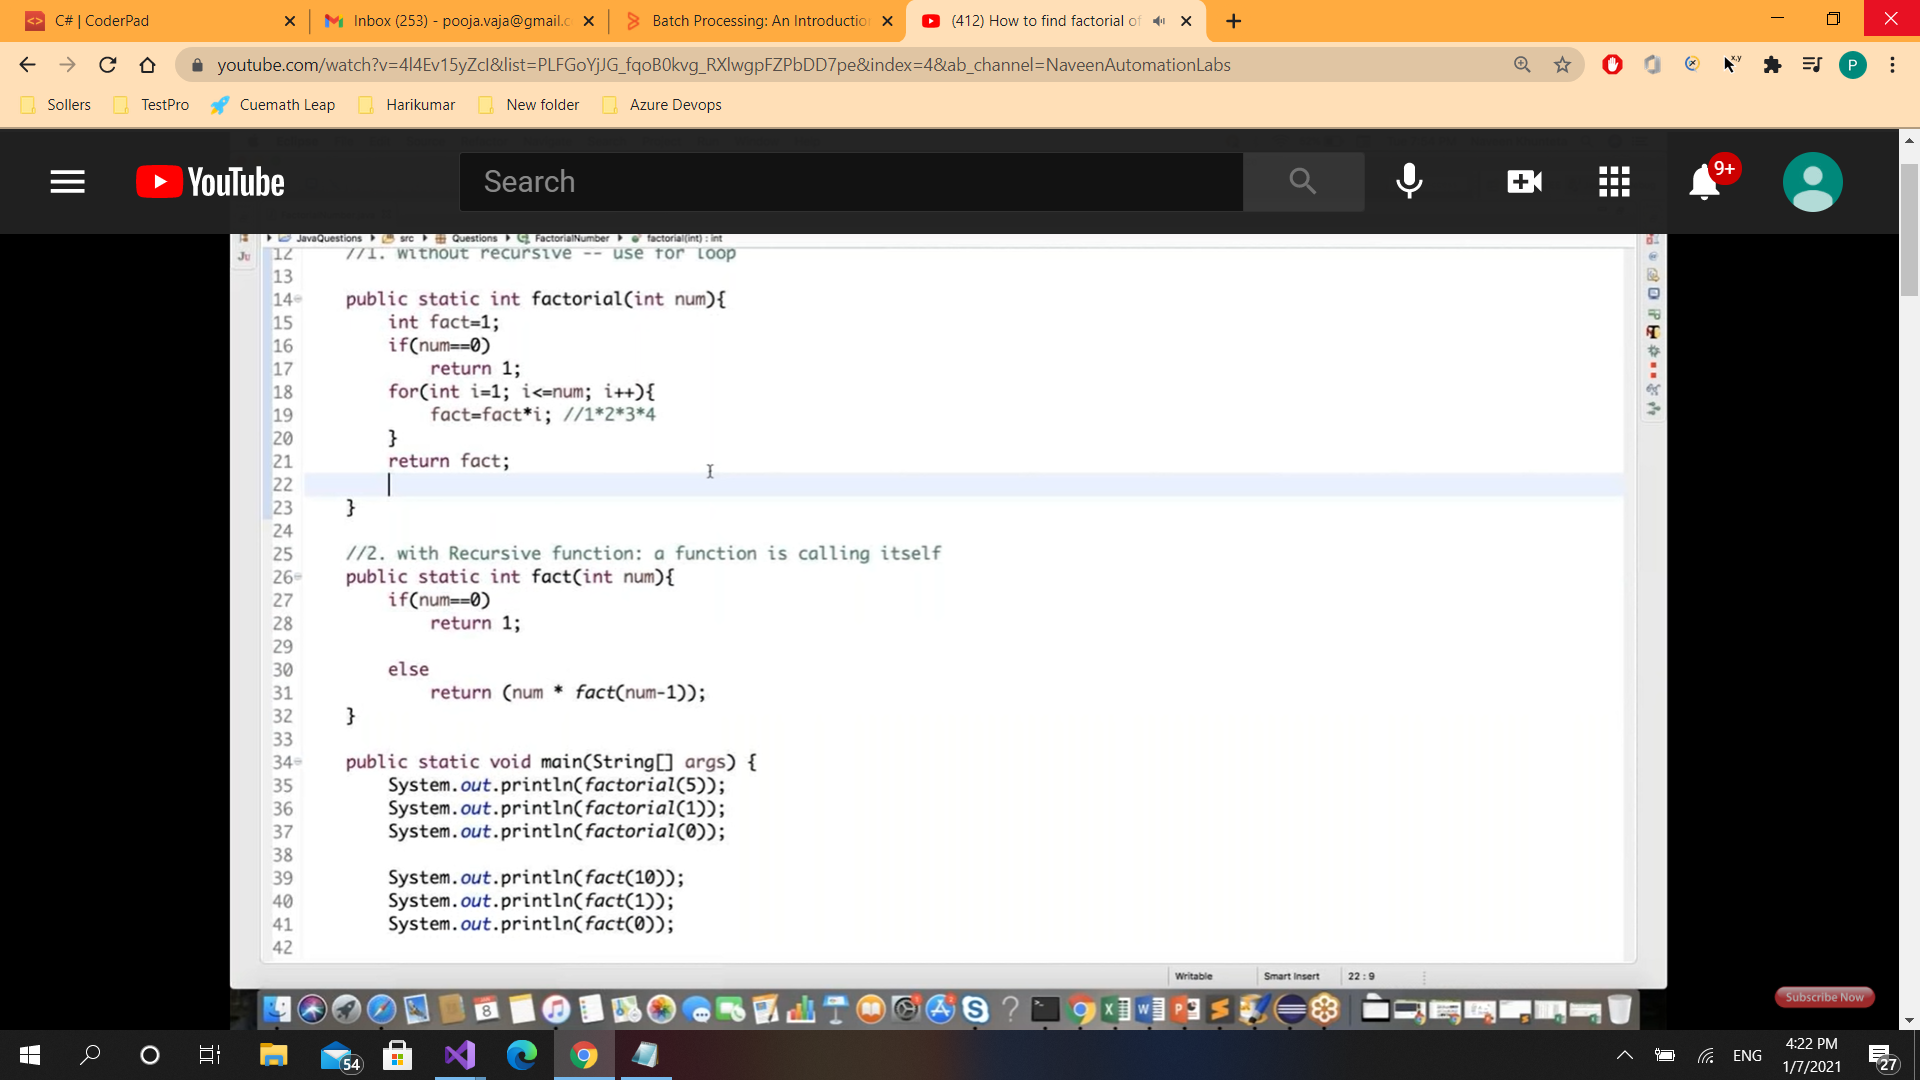 C# | CoderPad
Inbox (253) - pooja.vaja@gmail.c
Batch Processing: An Introductio
(412) How to find factorial of
youtube.com/watch?v=4l4Ev15yZcI&list=PLFGoYjJG_fqoB0kvg_RXlwgpFZPbDD7pe&index=4&ab_channel=NaveenAutomationLabs
P
Sollers
TestPro
Cuemath Leap
Harikumar
New folder
Azure Devops
YouTube
Search
9+
JavaQuestions src Questions FactorialNumber factorial(int) : int
Ju
12 //1. Without recursive -- use for loop
13
14 public static int factorial(int num){
15 int fact=1;
16 if(num==0)
17 return 1;
18 for(int i=1; i<=num; i++){
19 fact=fact*i; //1*2*3*4
20 }
21 return fact;
22
23 }
24
25 //2. with Recursive function: a function is calling itself
26 public static int fact(int num){
27 if(num==0)
28 return 1;
29
30 else
31 return (num * fact(num-1));
32 }
33
34 public static void main(String[] args) {
35 System.out.println(factorial(5));
36 System.out.println(factorial(1));
37 System.out.println(factorial(0));
38
39 System.out.println(fact(10));
40 System.out.println(fact(1));
41 System.out.println(fact(0));
42
Writable Smart Insert 22 : 9
Subscribe Now
8
54
ENG
4:22 PM
1/7/2021
27